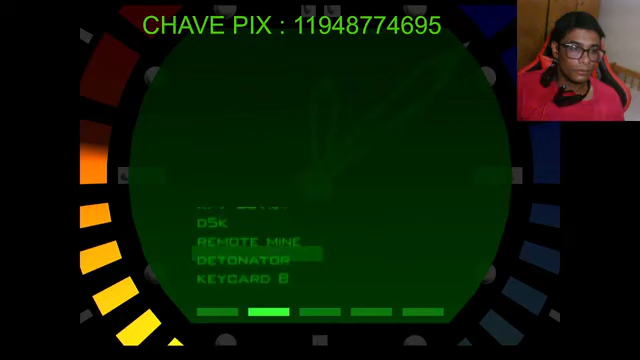 CHAVE PIX : 11948774695
D5K
REMOTE MINE
DETONATOR
KEYCARD B